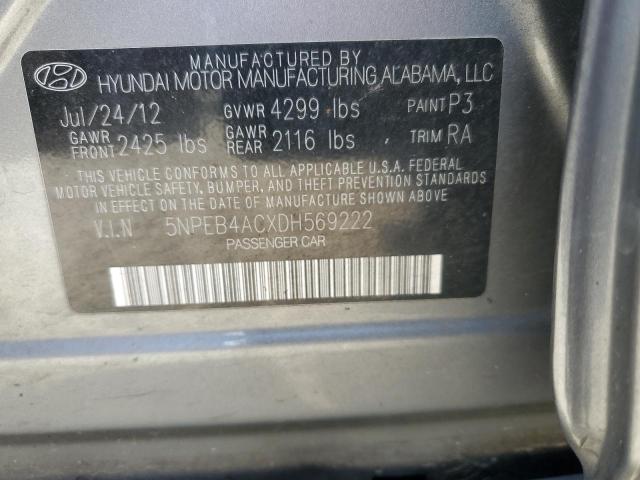 MANUFACTURED BY
HYUNDAI MOTOR MANUFACTURING ALABAMA, LLC
Jul/24/12 GVWR 4299 lbs PAINT P3
GAWR FRONT 2425 lbs GAWR REAR 2116 lbs TRIM RA
THIS VEHICLE CONFORMS TO ALL APPLICABLE U.S.A. FEDERAL
MOTOR VEHICLE SAFETY, BUMPER, AND THEFT PREVENTION STANDARDS
IN EFFECT ON THE DATE OF MANUFACTURE SHOWN ABOVE
V.I.N 5NPEB4ACXDH569222
PASSENGER CAR